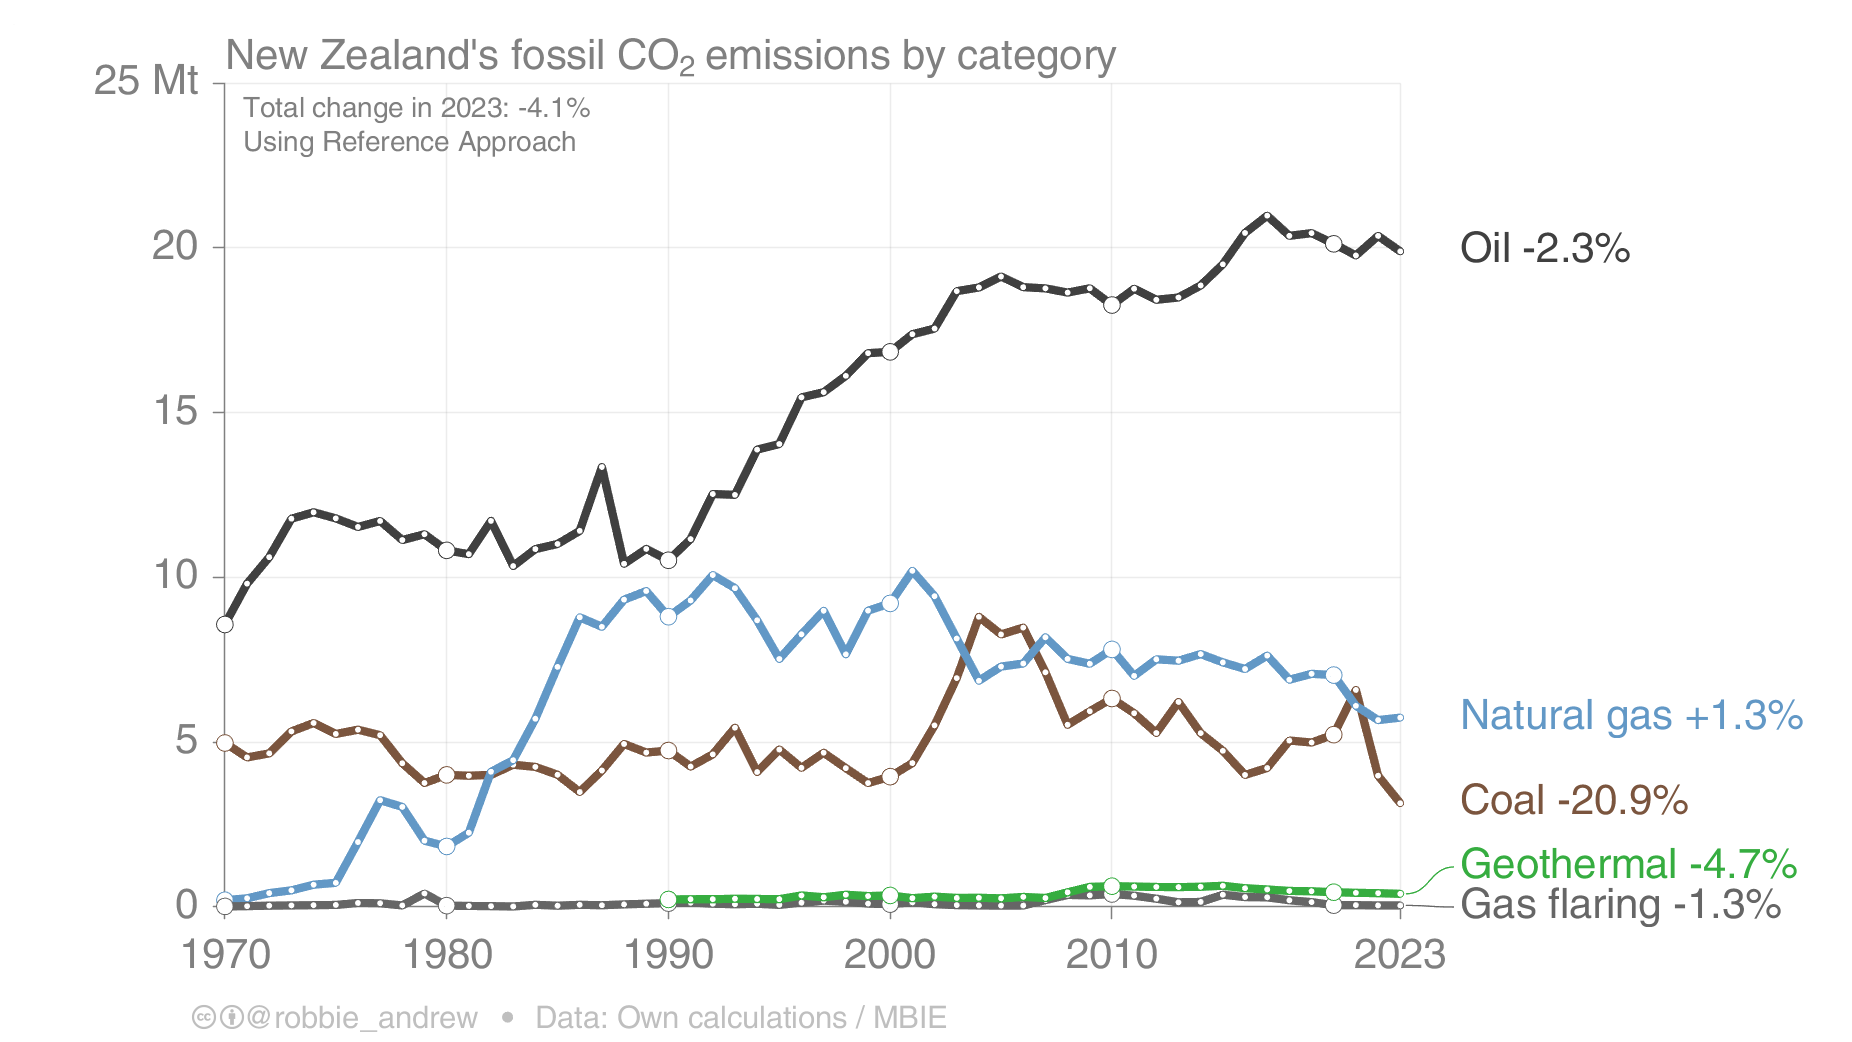 New Zealand's fossil CO₂ emissions by category
25 Mt
Total change in 2023: -4.1%
Using Reference Approach
20
15
10
5
0
Oil -2.3%
Natural gas +1.3%
Coal -20.9%
Geothermal -4.7%
Gas flaring -1.3%
1970 1980 1990 2000 2010 2023
@robbie_andrew • Data: Own calculations / MBIE